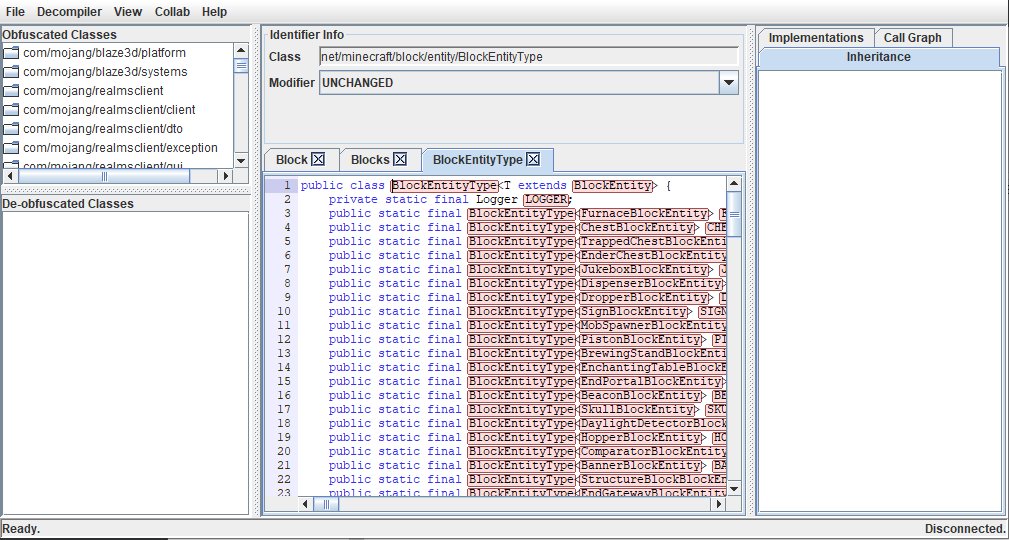 File Decompiler View Collab Help
Obfuscated Classes
com/mojang/blaze3d/platform
com/mojang/blaze3d/systems
com/mojang/realmsclient
com/mojang/realmsclient/client
com/mojang/realmsclient/dto
com/mojang/realmsclient/exception
com/mojang/realmsclient/gui
De-obfuscated Classes
Identifier Info
Class net/minecraft/block/entity/BlockEntityType
Modifier UNCHANGED
Block Blocks BlockEntityType
1 public class BlockEntityType<T extends BlockEntity> {
2 private static final Logger LOGGER;
3 public static final BlockEntityType<FurnaceBlockEntity>
4 public static final BlockEntityType<ChestBlockEntity> CHE
5 public static final BlockEntityType<TrappedChestBlockEnti
6 public static final BlockEntityType<EnderChestBlockEntity
7 public static final BlockEntityType<JukeboxBlockEntity> J
8 public static final BlockEntityType<DispenserBlockEntity>
9 public static final BlockEntityType<DropperBlockEntity> D
10 public static final BlockEntityType<SignBlockEntity> SIGN
11 public static final BlockEntityType<MobSpawnerBlockEntity
12 public static final BlockEntityType<PistonBlockEntity> PI
13 public static final BlockEntityType<BrewingStandBlockEnti
14 public static final BlockEntityType<EnchantingTableBlockE
15 public static final BlockEntityType<EndPortalBlockEntity>
16 public static final BlockEntityType<BeaconBlockEntity> BE
17 public static final BlockEntityType<SkullBlockEntity> SKU
18 public static final BlockEntityType<DaylightDetectorBlock
19 public static final BlockEntityType<HopperBlockEntity> HO
20 public static final BlockEntityType<ComparatorBlockEntity
21 public static final BlockEntityType<BannerBlockEntity> BA
22 public static final BlockEntityType<StructureBlockBlockEn
23 public static final BlockEntityType<EndGatewayBlockEntity
Implementations Call Graph
Inheritance
Ready.
Disconnected.